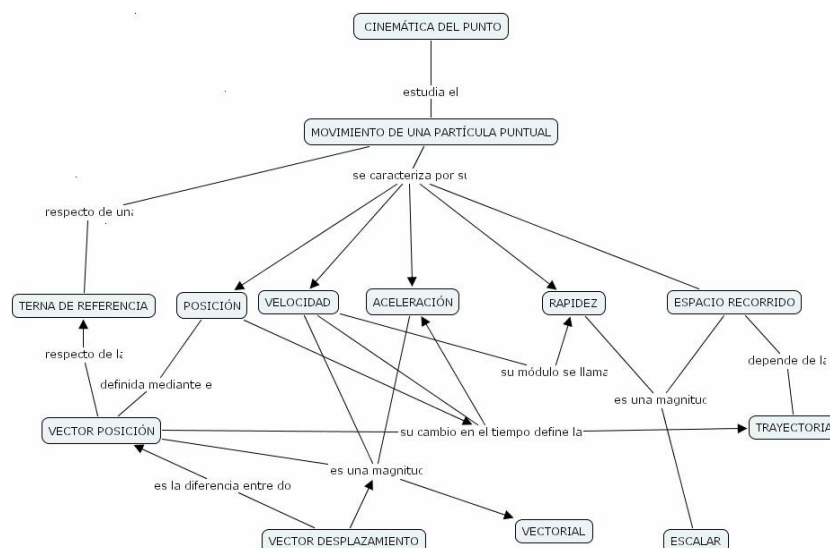 CINEMÁTICA DEL PUNTO
estudia el
MOVIMIENTO DE UNA PARTÍCULA PUNTUAL
se caracteriza por su
respecto de una
TERNA DE REFERENCIA
POSICIÓN
VELOCIDAD
ACELERACIÓN
RAPIDEZ
ESPACIO RECORRIDO
respecto de la
definida mediante e
su módulo se llama
depende de la
es una magnituc
VECTOR POSICIÓN
su cambio en el tiempo define la
TRAYECTORIA
es la diferencia entre do
es una magnituc
VECTOR DESPLAZAMIENTO
VECTORIAL
ESCALAR